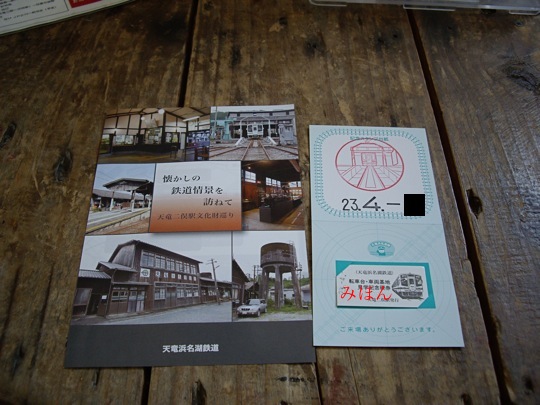 懐かしの
鉄道情景を
訪ねて
天竜二俣駅文化財巡り
天竜浜名湖鉄道
23.4.-
(天竜浜名湖鉄道)
転車台・車両基地
みほん
ご来場ありがとうございます。